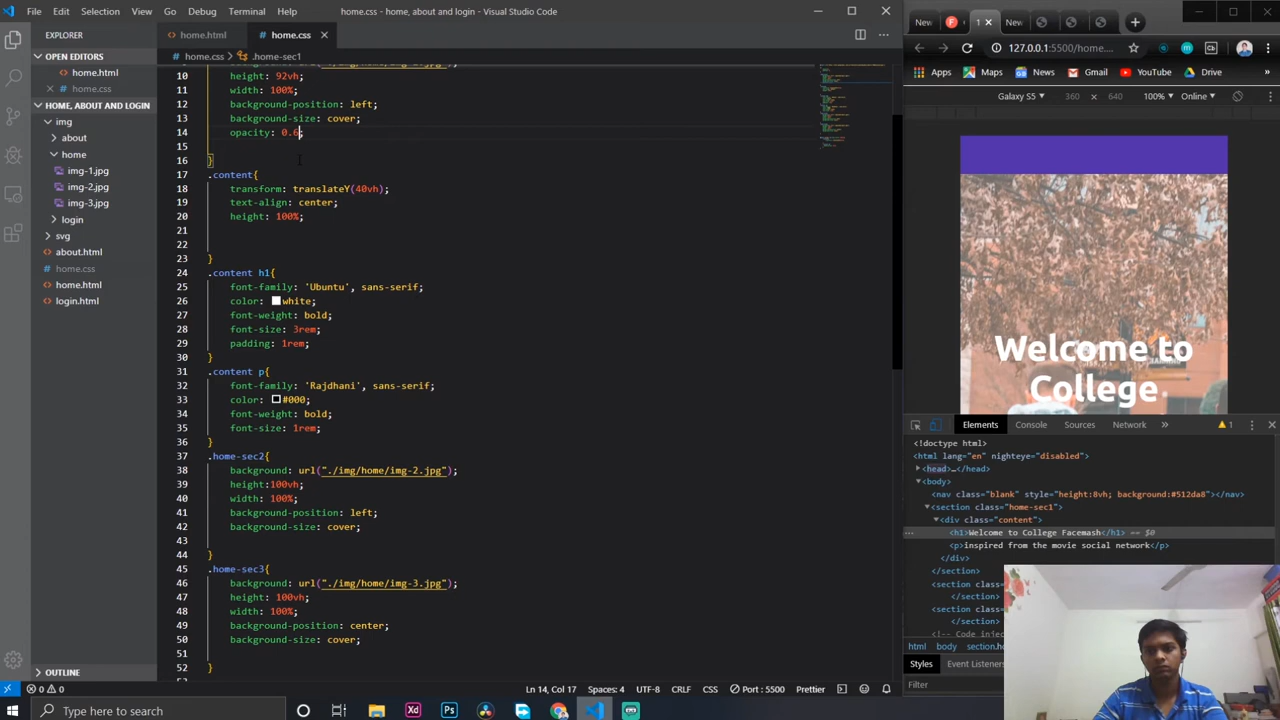 File Edit Selection View Go Debug Terminal Help home.css - home, about and login - Visual Studio Code
EXPLORER
OPEN EDITORS
home.html
home.css
HOME, ABOUT AND LOGIN
img
about
home
img-1.jpg
img-2.jpg
img-3.jpg
login
svg
about.html
home.css
home.html
login.html
OUTLINE
home.html home.css
home.css > .home-sec1
10 height: 92vh;
11 width: 100%;
12 background-position: left;
13 background-size: cover;
14 opacity: 0.6;
15
16 }
17 .content{
18 transform: translateY(40vh);
19 text-align: center;
20 height: 100%;
21
22
23 }
24 .content h1{
25 font-family: 'Ubuntu', sans-serif;
26 color: white;
27 font-weight: bold;
28 font-size: 3rem;
29 padding: 1rem;
30 }
31 .content p{
32 font-family: 'Rajdhani', sans-serif;
33 color: #000;
34 font-weight: bold;
35 font-size: 1rem;
36 }
37 .home-sec2{
38 background: url("./img/home/img-2.jpg");
39 height:100vh;
40 width: 100%;
41 background-position: left;
42 background-size: cover;
43
44 }
45 .home-sec3{
46 background: url("./img/home/img-3.jpg");
47 height: 100vh;
48 width: 100%;
49 background-position: center;
50 background-size: cover;
51
52 }
0 0 Ln 14, Col 17 Spaces: 4 UTF-8 CRLF CSS Port : 5500 Prettier
New 1 New
127.0.0.1:5500/home....
Apps Maps News Gmail YouTube Drive
Galaxy S5 360 × 640 100% Online
Welcome to
College
Elements Console Sources Network 1
<!doctype html>
<html lang="en" nighteye="disabled">
<head>…</head>
<body>
<nav class="blank" style="height:8vh; background:#512da8"></nav>
<section class="home-sec1">
<div class="content">
<h1>Welcome to College Facemash</h1> == $0
<p>inspired from the movie social network</p>
</div>
</section>
<section class=
</section>
<section class=
</section>
<!-- Code injec
html body section.h
Styles Event Listeners
Filter
Type here to search